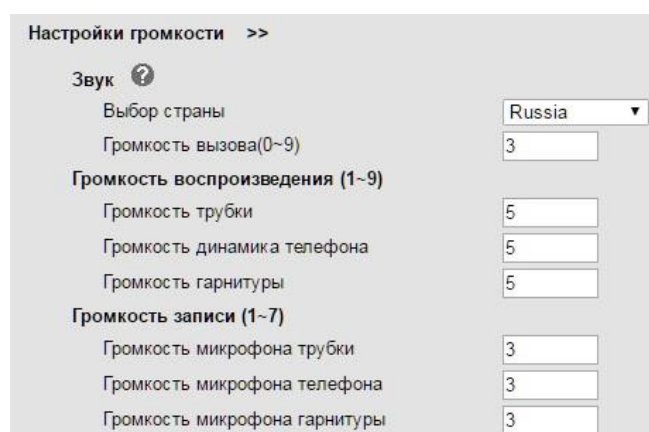 Настройки громкости >>
Звук ?
Выбор страны Russia
Громкость вызова(0~9) 3
Громкость воспроизведения (1~9)
Громкость трубки 5
Громкость динамика телефона 5
Громкость гарнитуры 5
Громкость записи (1~7)
Громкость микрофона трубки 3
Громкость микрофона телефона 3
Громкость микрофона гарнитуры 3